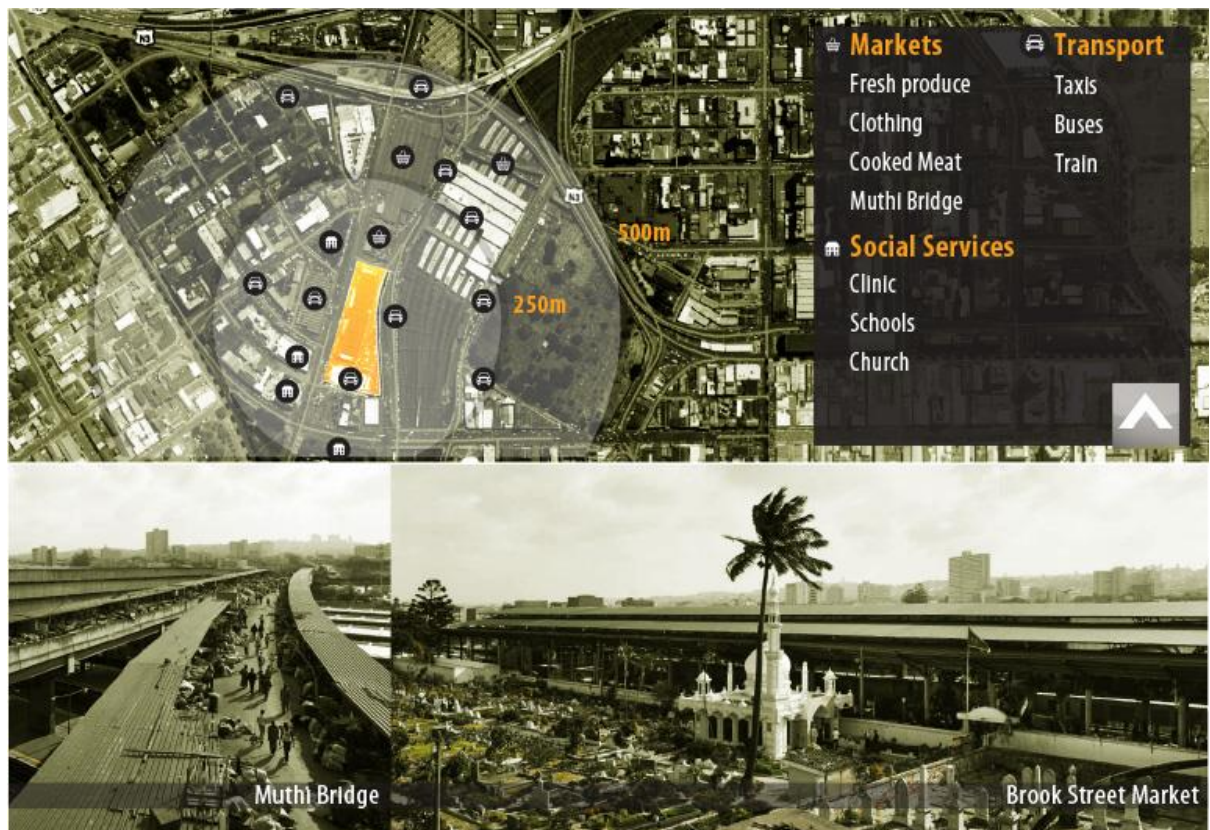 N3
Markets
Fresh produce
Clothing
Cooked Meat
Muthi Bridge
Transport
Taxis
Buses
Train
Social Services
Clinic
Schools
Church
N3
500m
250m
Muthi Bridge
Brook Street Market